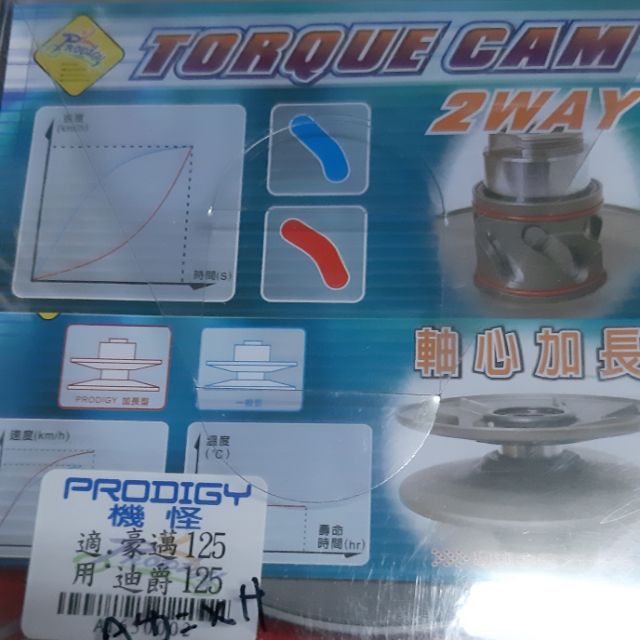 Prodigy
TORQUE CAM
2WAY
速度
(km/h)
時間(S)
軸心加長
PRODIGY 加長型
一般型
速度(km/h)
溫度
(℃)
壽命
時間(hr)
PRODIGY
機怪
適:豪邁125
用 迪爵125